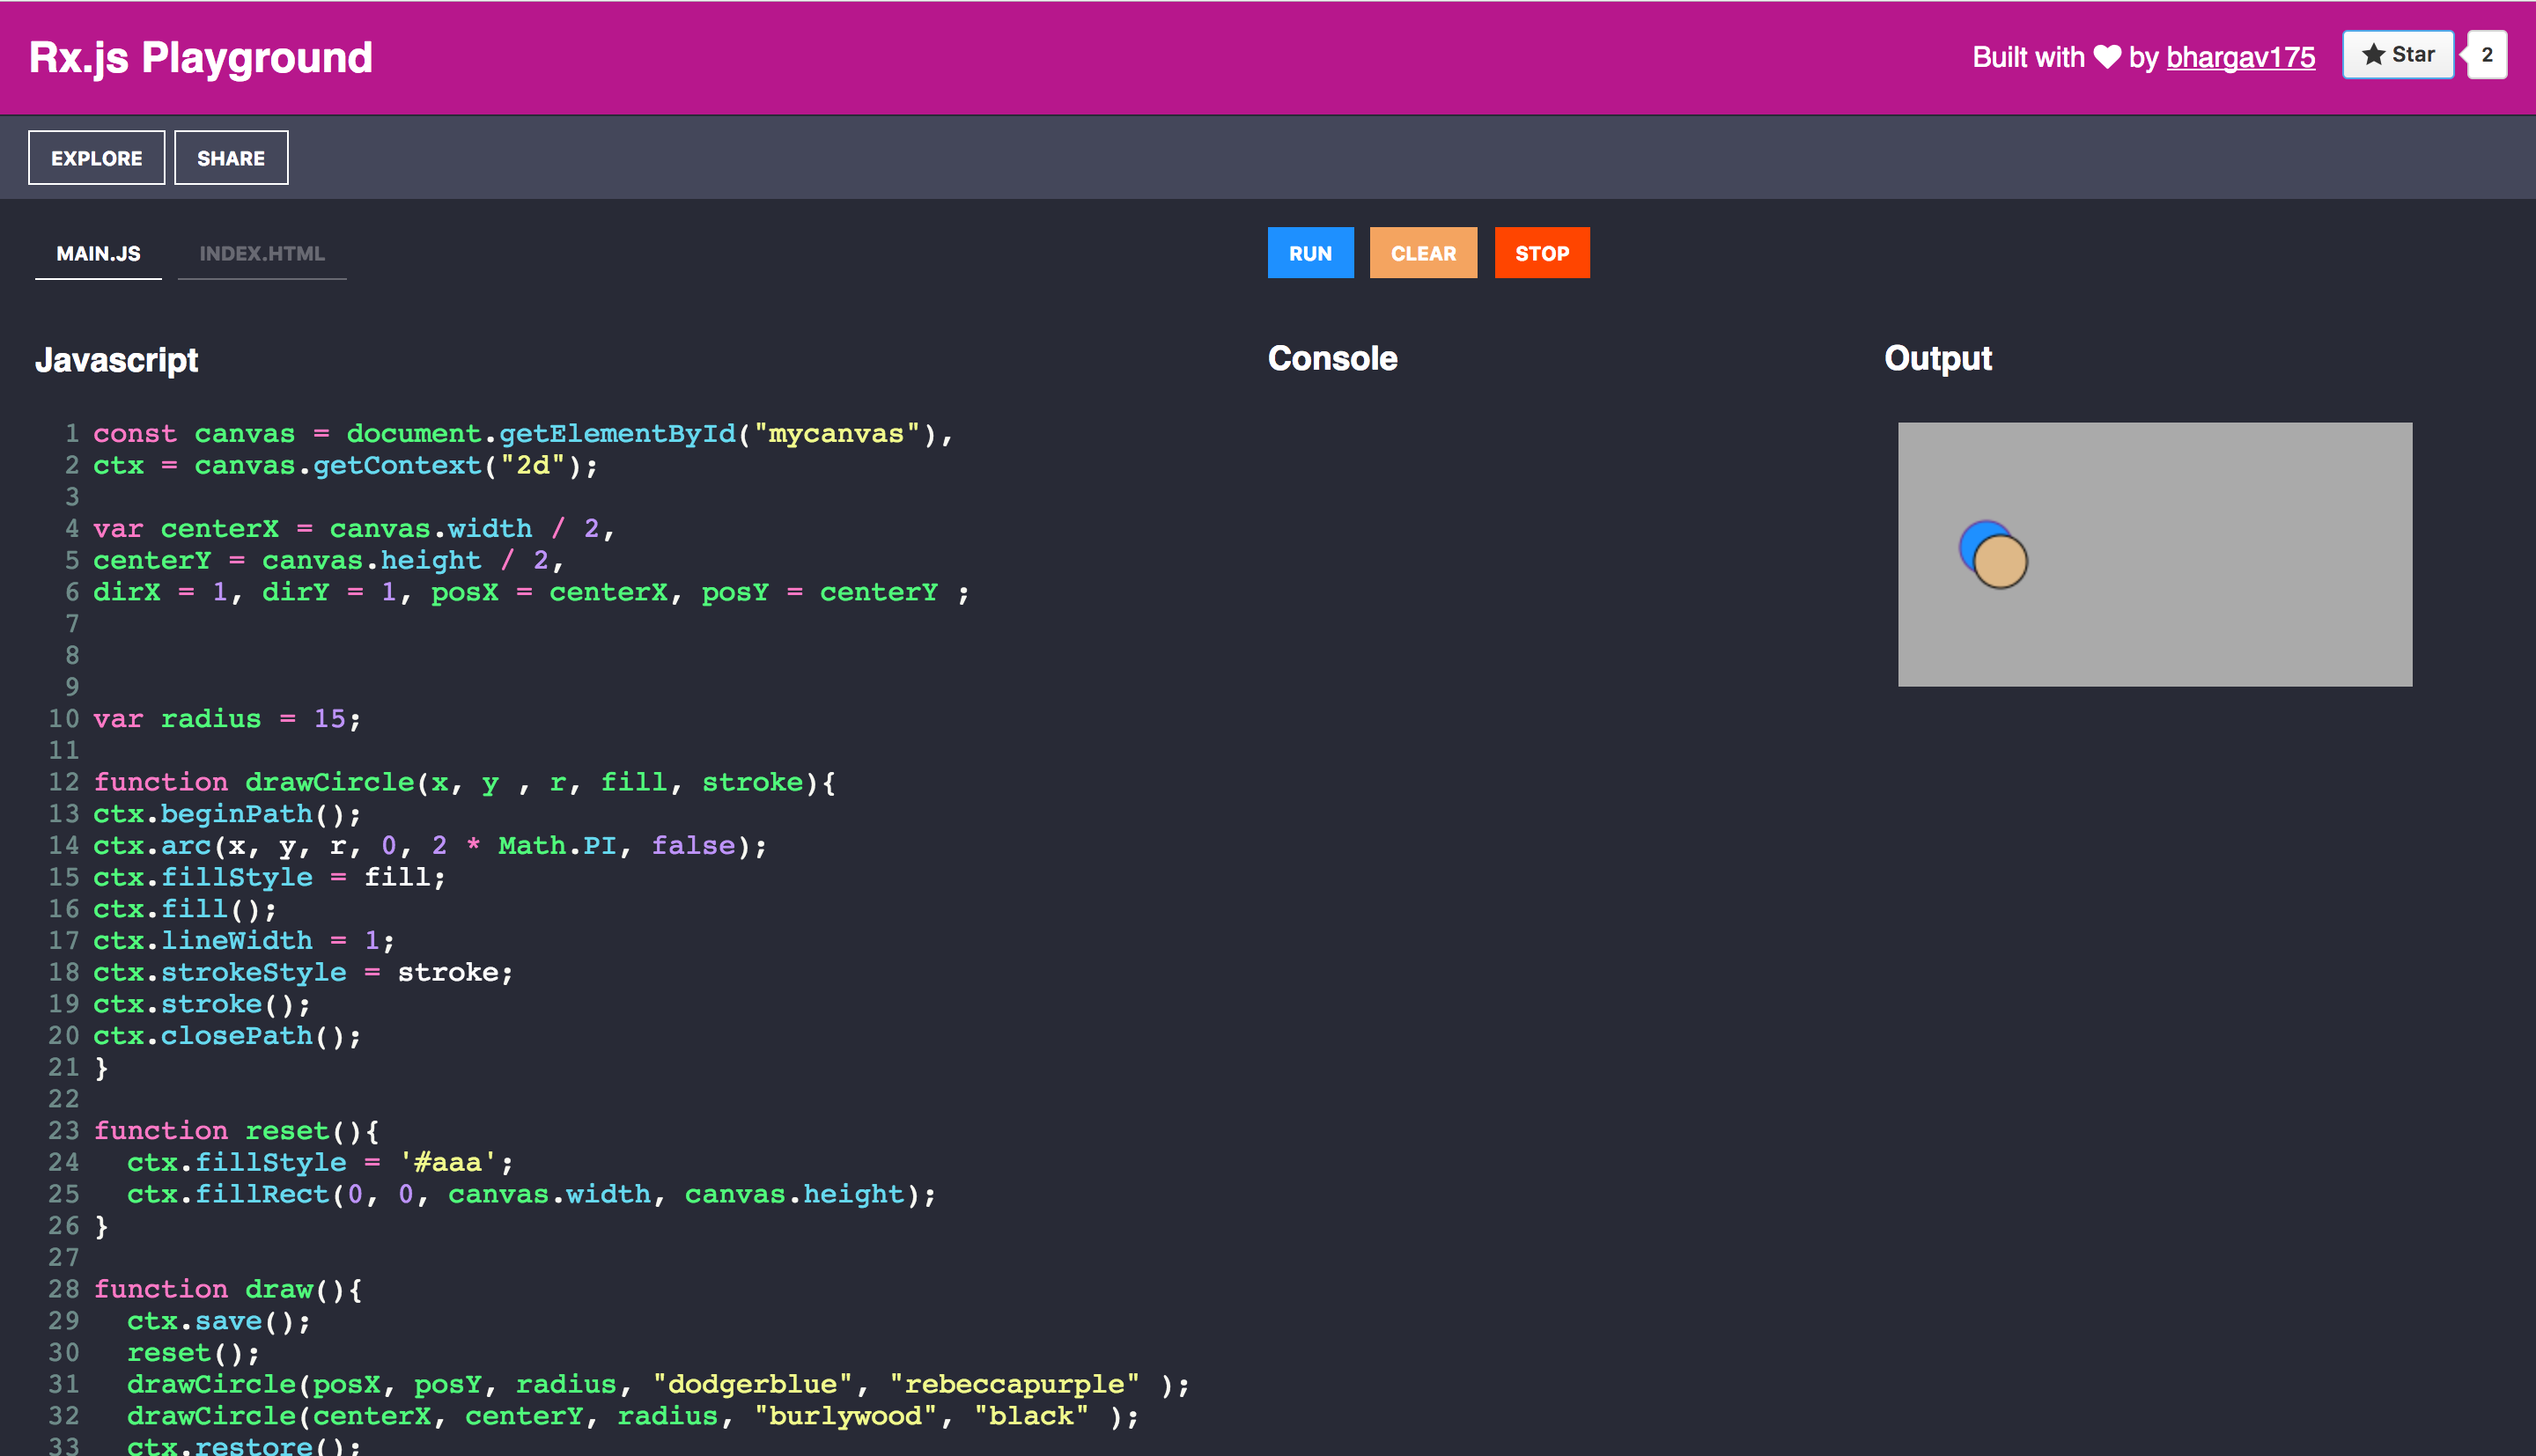 Rx.js Playground
Built with ♥ by bhargav175
Star
2
EXPLORE
SHARE
MAIN.JS
INDEX.HTML
RUN
CLEAR
STOP
Javascript
Console
Output
1 const canvas = document.getElementById("mycanvas"),
2 ctx = canvas.getContext("2d");
3
4 var centerX = canvas.width / 2,
5 centerY = canvas.height / 2,
6 dirX = 1, dirY = 1, posX = centerX, posY = centerY ;
7
8
9
10 var radius = 15;
11
12 function drawCircle(x, y , r, fill, stroke){
13 ctx.beginPath();
14 ctx.arc(x, y, r, 0, 2 * Math.PI, false);
15 ctx.fillStyle = fill;
16 ctx.fill();
17 ctx.lineWidth = 1;
18 ctx.strokeStyle = stroke;
19 ctx.stroke();
20 ctx.closePath();
21 }
22
23 function reset(){
24   ctx.fillStyle = '#aaa';
25   ctx.fillRect(0, 0, canvas.width, canvas.height);
26 }
27
28 function draw(){
29   ctx.save();
30   reset();
31   drawCircle(posX, posY, radius, "dodgerblue", "rebeccapurple" );
32   drawCircle(centerX, centerY, radius, "burlywood", "black" );
33   ctx.restore();